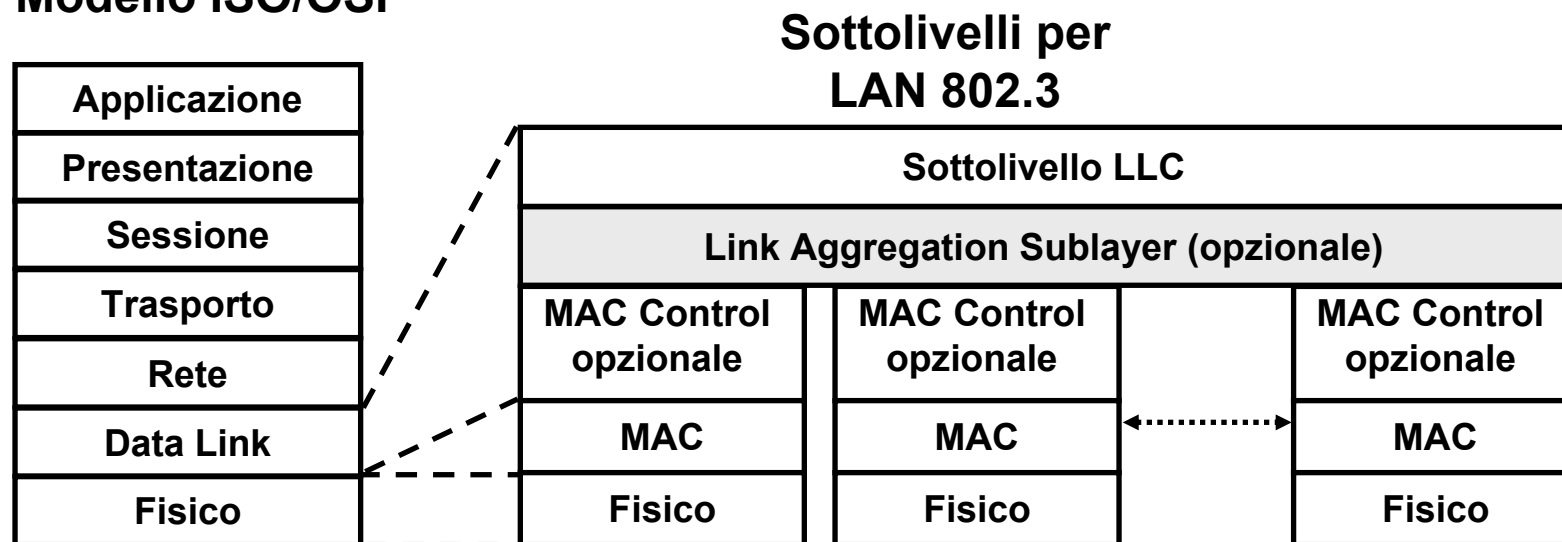 Modello ISO/OSI
Sottolivelli per
LAN 802.3
Applicazione
Presentazione
Sessione
Trasporto
Rete
Data Link
Fisico
Sottolivello LLC
Link Aggregation Sublayer (opzionale)
MAC Control
opzionale
MAC
Fisico
MAC Control
opzionale
MAC
Fisico
MAC Control
opzionale
MAC
Fisico